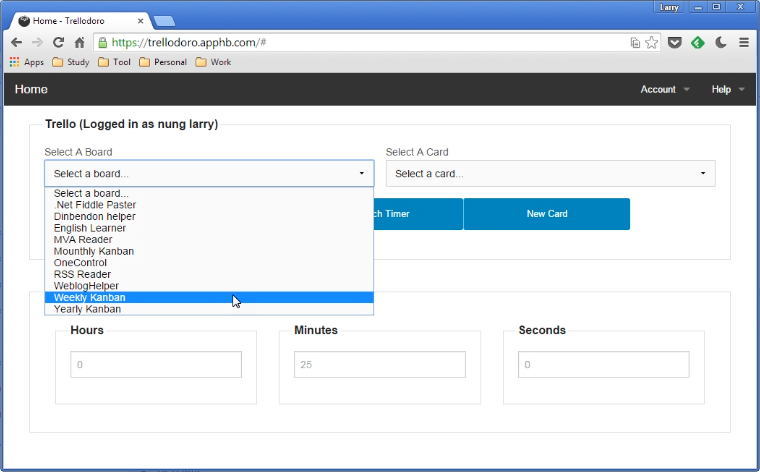 Larry
Home - Trellodoro
https://trellodoro.apphb.com/#
Apps Study Tool Personal Work
Home Account Help
Trello (Logged in as nung larry)
Select A Board Select A Card
Select a board... Select a card...
Select a board...
.Net Fiddle Paster
Dinbendon helper
English Learner
MVA Reader
Mounthly Kanban
OneControl
RSS Reader
WeblogHelper
Weekly Kanban
Yearly Kanban
Timer New Card
Hours Minutes Seconds
0 25 0